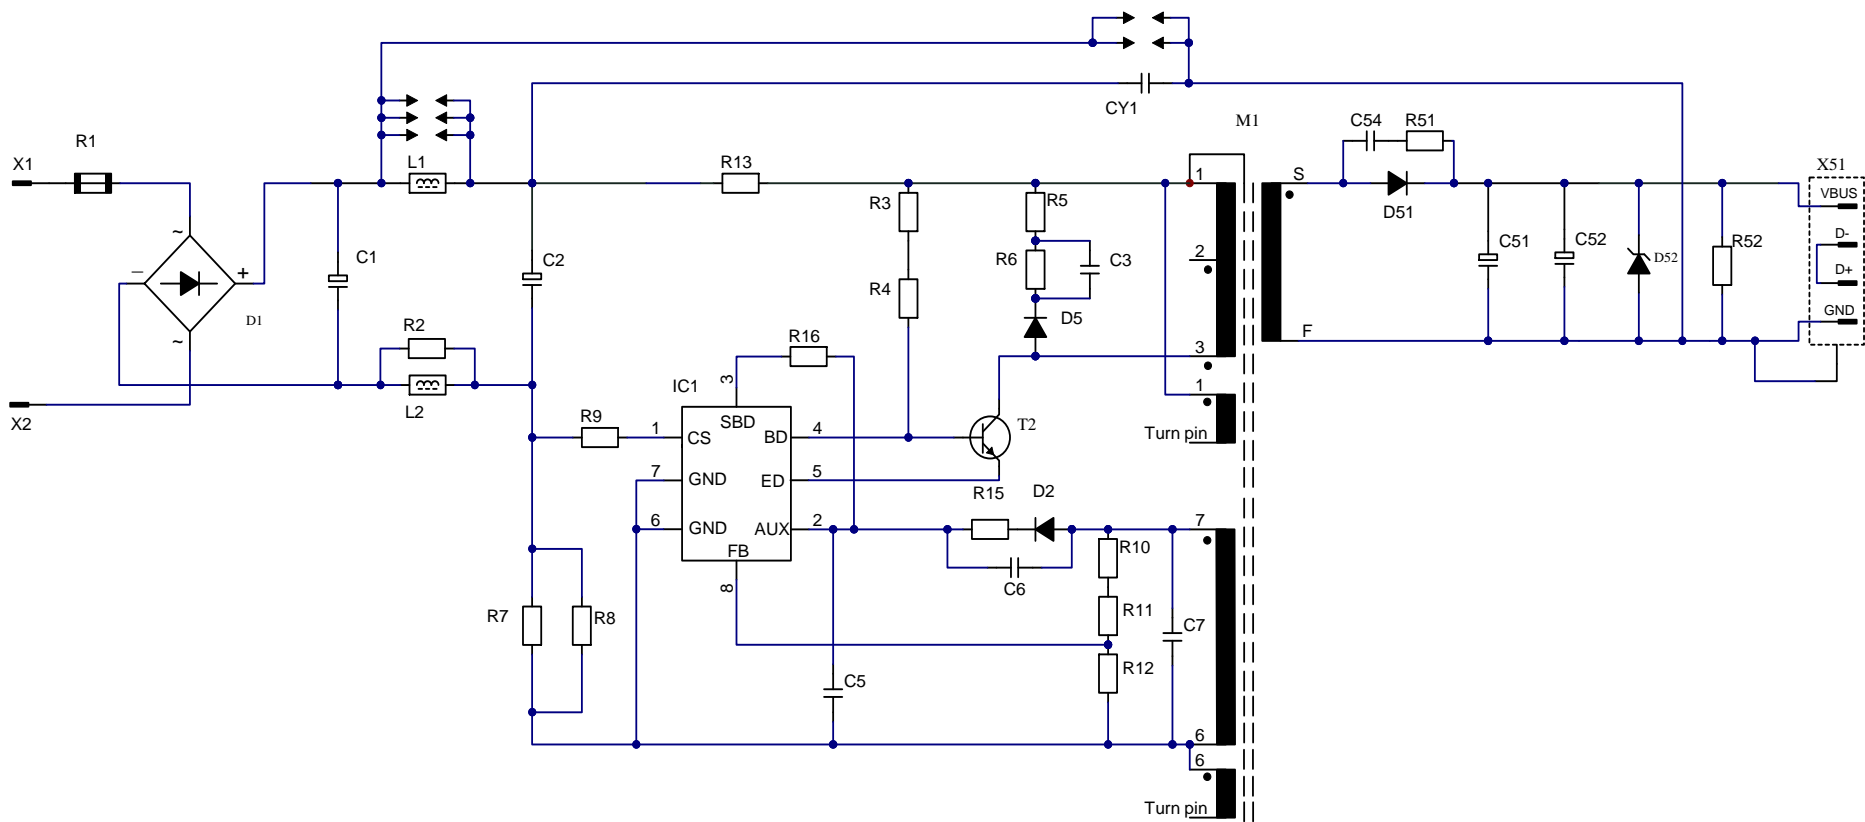 CY1
M1
R1
X1
L1
R13
C54
R51
X51
S
D51
VBUS
D-
D+
GND
1
R3
R5
~
−
+
~
D1
C1
C2
2
R6
C3
R4
D5
C51
C52
D52
R52
F
R2
L2
X2
R16
3
3
IC1
SBD
1
T2
R9
1
CS
BD
4
Turn pin
7
GND
ED
5
R15
D2
6
GND
AUX
2
7
FB
8
R10
C6
R7
R8
R11
C7
R12
C5
6
6
Turn pin